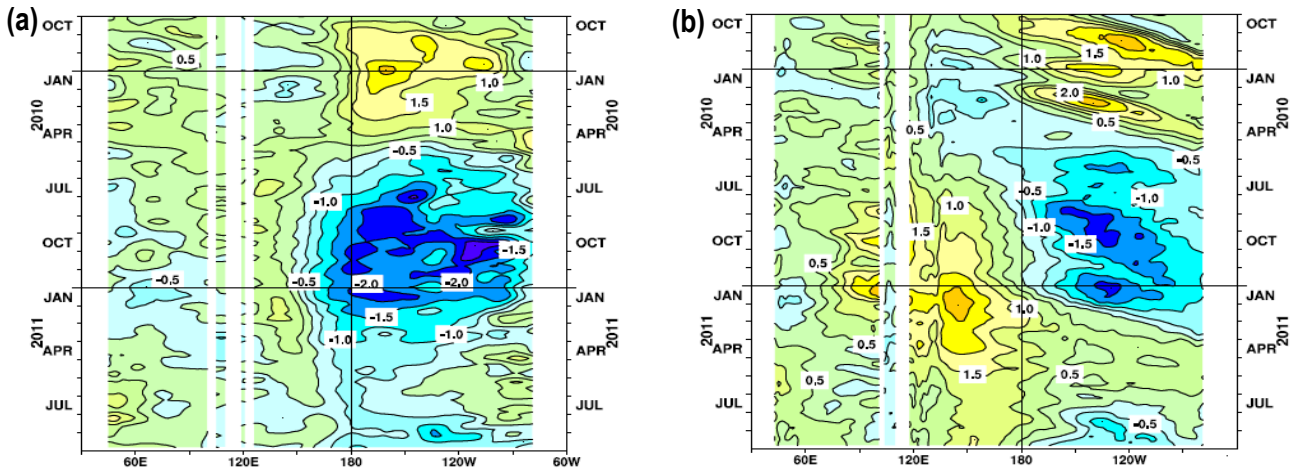 (a)
OCT
JAN
2010
APR
JUL
OCT
JAN
2011
APR
JUL
0.5
1.0
1.5
1.0
-0.5
-1.0
-1.5
-0.5
-0.5
-2.0
-2.0
-1.5
-1.0
-1.0
OCT
JAN
2010
APR
JUL
OCT
JAN
2011
APR
JUL
60E 120E 180 120W 60W
(b)
OCT
JAN
2010
APR
JUL
OCT
JAN
2011
APR
JUL
1.0
1.5
1.0
2.0
0.5
0.5
-0.5
-0.5
-1.0
1.0
1.5
-1.0
-1.5
0.5
1.0
0.5
1.5
0.5
0.5
-0.5
OCT
JAN
2010
APR
JUL
OCT
JAN
2011
APR
JUL
60E 120E 180 120W